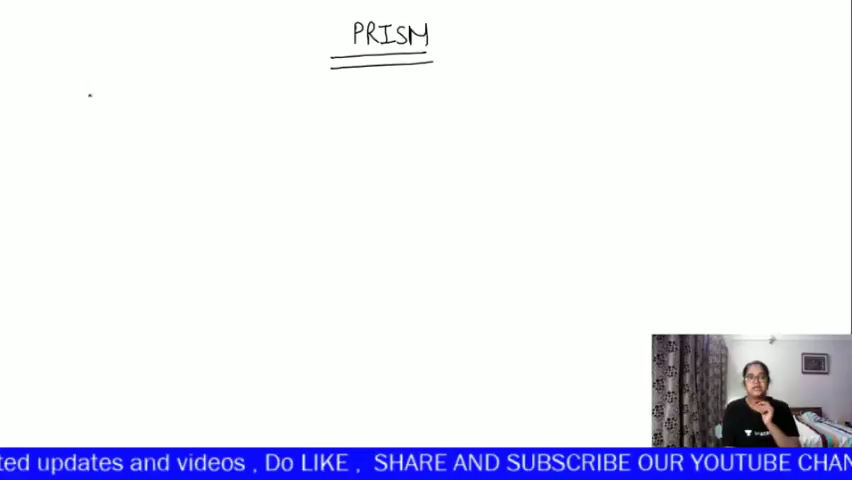 PRISM
ted updates and videos , Do LIKE , SHARE AND SUBSCRIBE OUR YOUTUBE CHAN